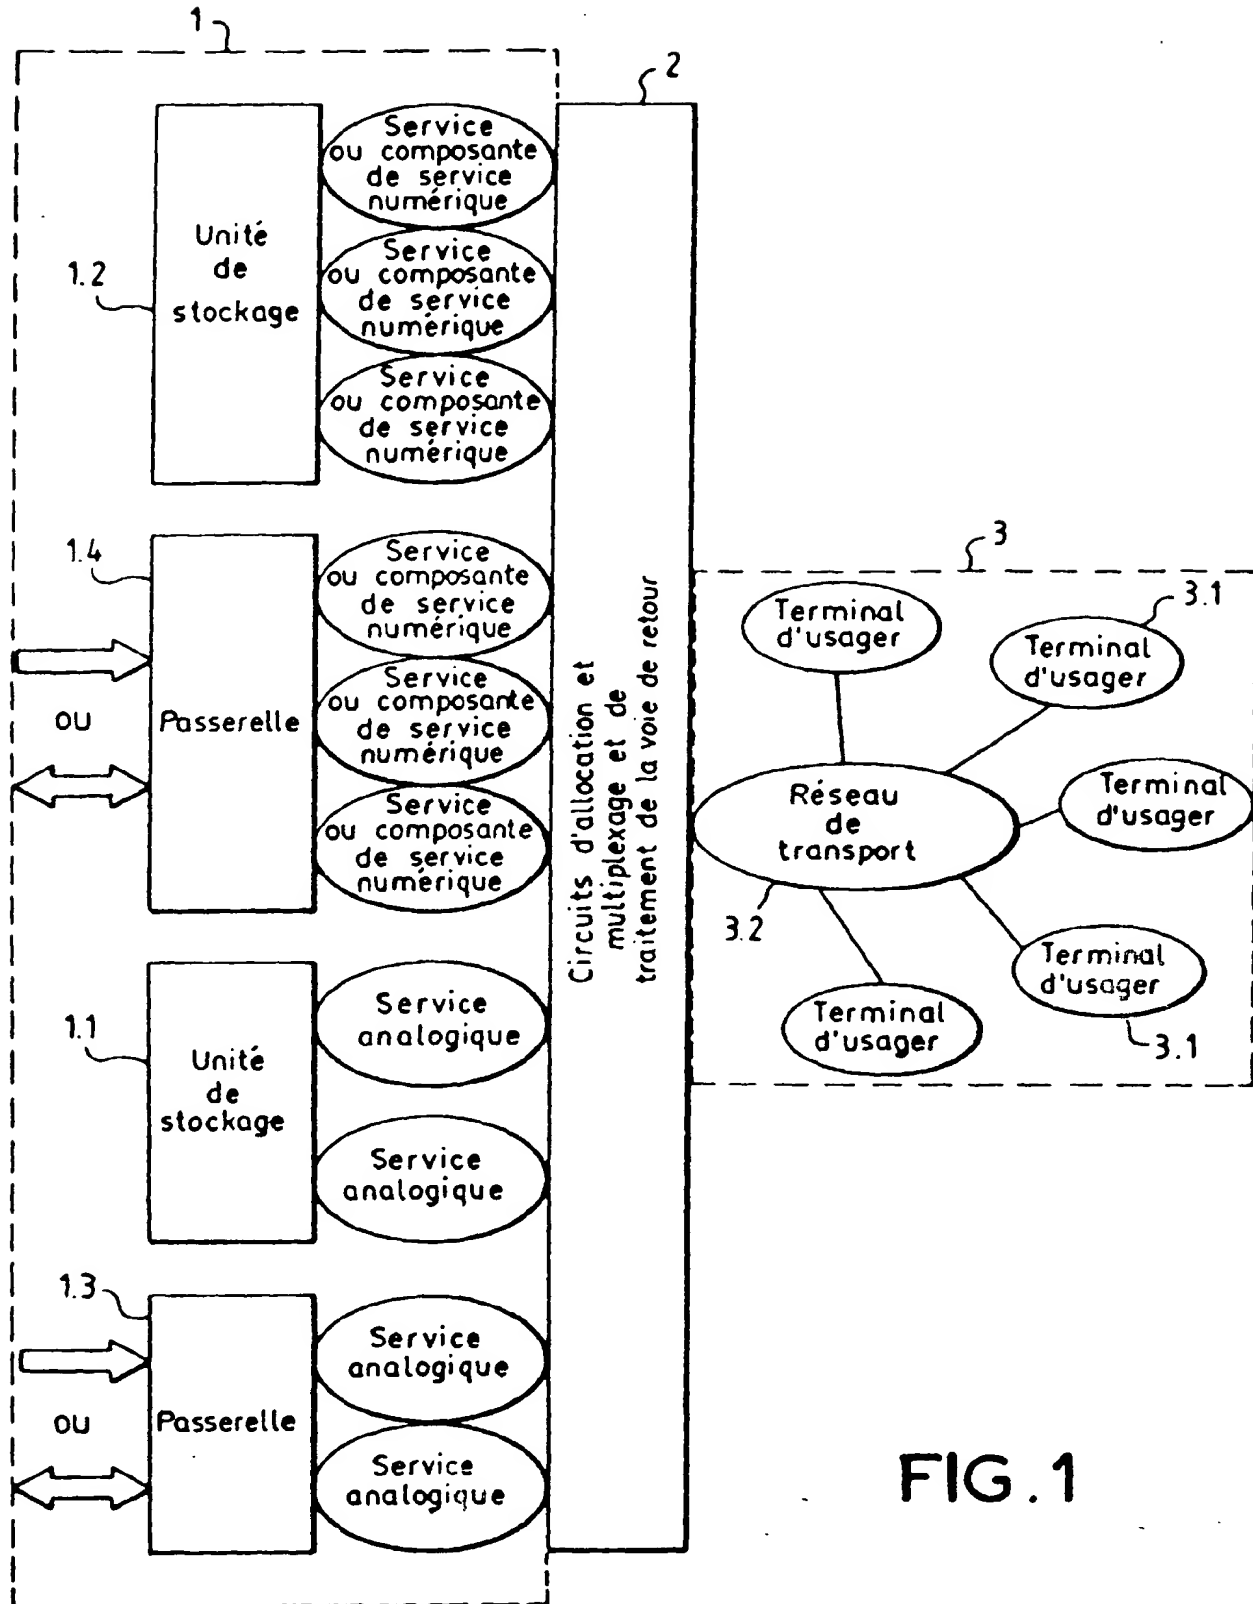 1
2
1.2
Unité
de
stockage
Service
ou composante
de service
numérique
Service
ou composante
de service
numérique
Service
ou composante
de service
numérique
1.4
Passerelle
ou
Service
ou composante
de service
numérique
Service
ou composante
de service
numérique
Service
ou composante
de service
numérique
1.1
Unité
de
stockage
Service
analogique
Service
analogique
1.3
Passerelle
ou
Service
analogique
Service
analogique
Circuits d'allocation et
multiplexage et de
traitement de la voie de retour
3
Terminal
d'usager
3.1
Terminal
d'usager
Terminal
d'usager
Réseau
de
transport
3.2
Terminal
d'usager
3.1
Terminal
d'usager
FIG.1